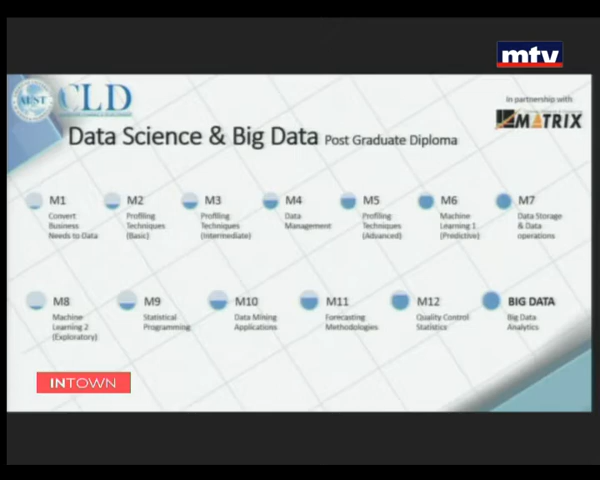 mtv
AUST CLD
In partnership with
MATRIX
Data Science & Big Data Post Graduate Diploma
M1
Convert
Business
Needs to Data
M2
Profiling
Techniques
(Basic)
M3
Profiling
Techniques
(Intermediate)
M4
Data
Management
M5
Profiling
Techniques
(Advanced)
M6
Machine
Learning 1
(Predictive)
M7
Data Storage
& Data
operations
M8
Machine
Learning 2
(Exploratory)
M9
Statistical
Programming
M10
Data Mining
Applications
M11
Forecasting
Methodologies
M12
Quality Control
Statistics
BIG DATA
Big Data
Analytics
INTOWN